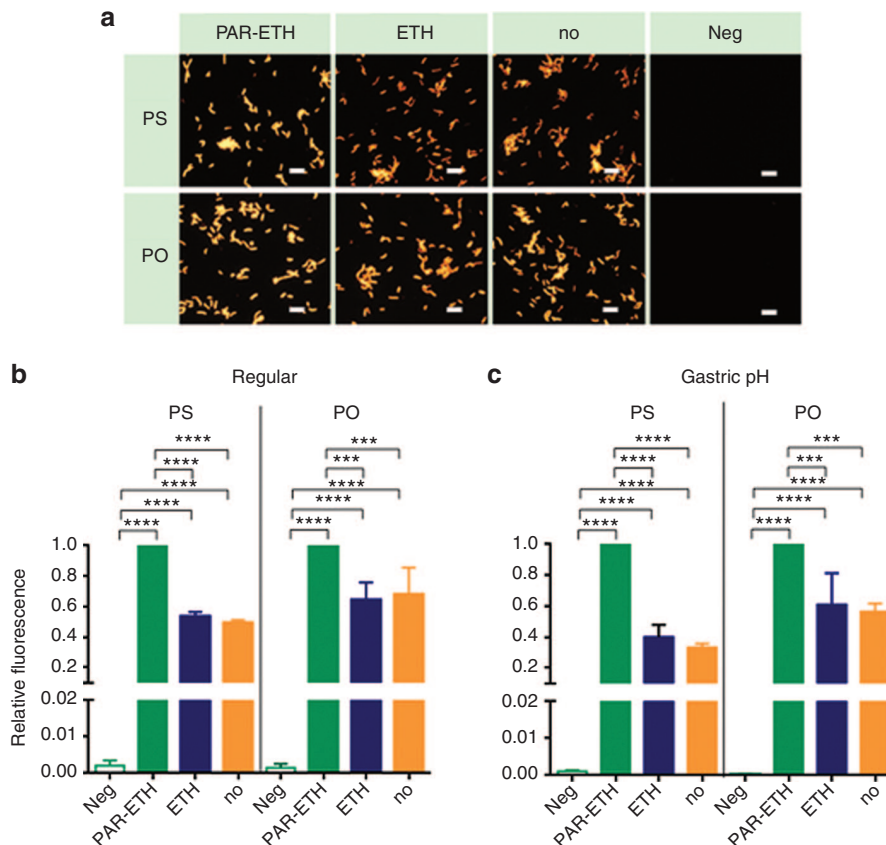 a
PAR-ETH ETH no Neg
PS
PO
b Regular
PS PO
**** ***
**** ***
**** ****
**** ****
**** ****
Relative fluorescence
1.0
0.8
0.6
0.4
0.2
0.02
0.01
0.00
Neg PAR-ETH ETH no Neg PAR-ETH ETH no
c Gastric pH
PS PO
**** ***
**** ***
**** ****
**** ****
**** ****
1.0
0.8
0.6
0.4
0.2
0.02
0.01
0.00
Neg PAR-ETH ETH no Neg PAR-ETH ETH no